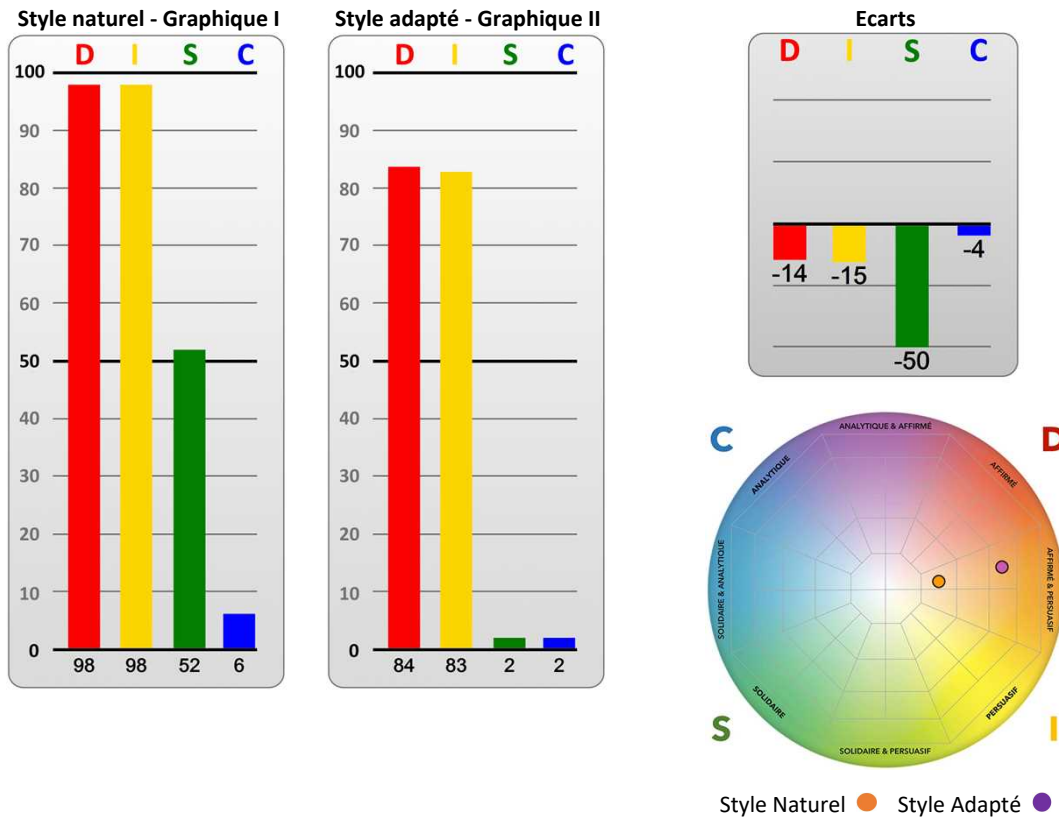 Style naturel - Graphique I
D I S C
100
90
80
70
60
50
40
30
20
10
0
98 98 52 6
Style adapté - Graphique II
D I S C
100
90
80
70
60
50
40
30
20
10
0
84 83 2 2
Ecarts
D I S C
-14 -15 -50 -4
C D
ANALYTIQUE & AFFIRMÉ
ANALYTIQUE
AFFIRMÉ
SOLIDAIRE & ANALYTIQUE
AFFIRMÉ & PERSUASIF
SOLIDAIRE
PERSUASIF
SOLIDAIRE & PERSUASIF
S I
Style Naturel Style Adapté